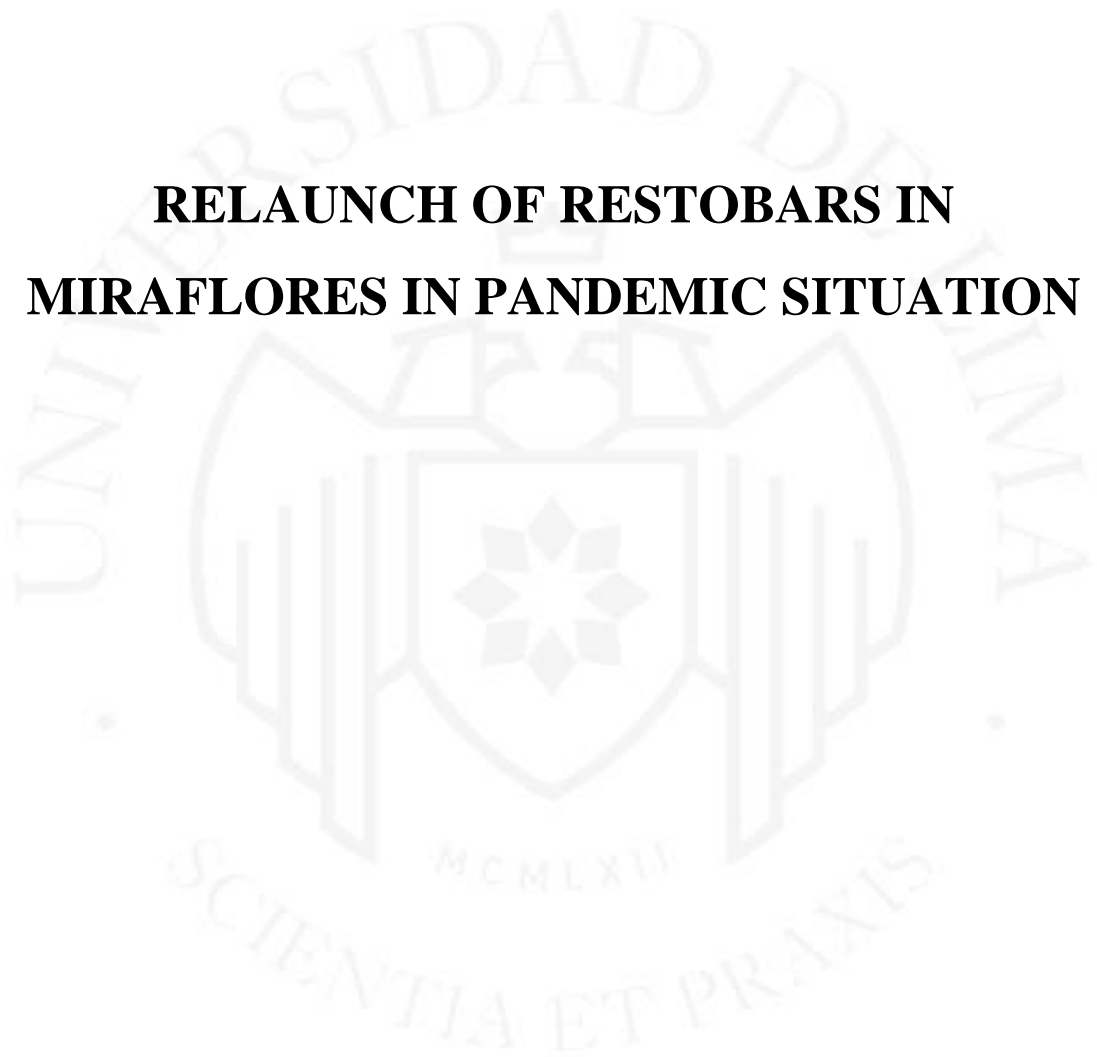 UNIVERSIDAD DE LIMA
RELAUNCH OF RESTOBARS IN
MIRAFLORES IN PANDEMIC SITUATION
MCMLXII
SCIENTIA ET PRAXIS